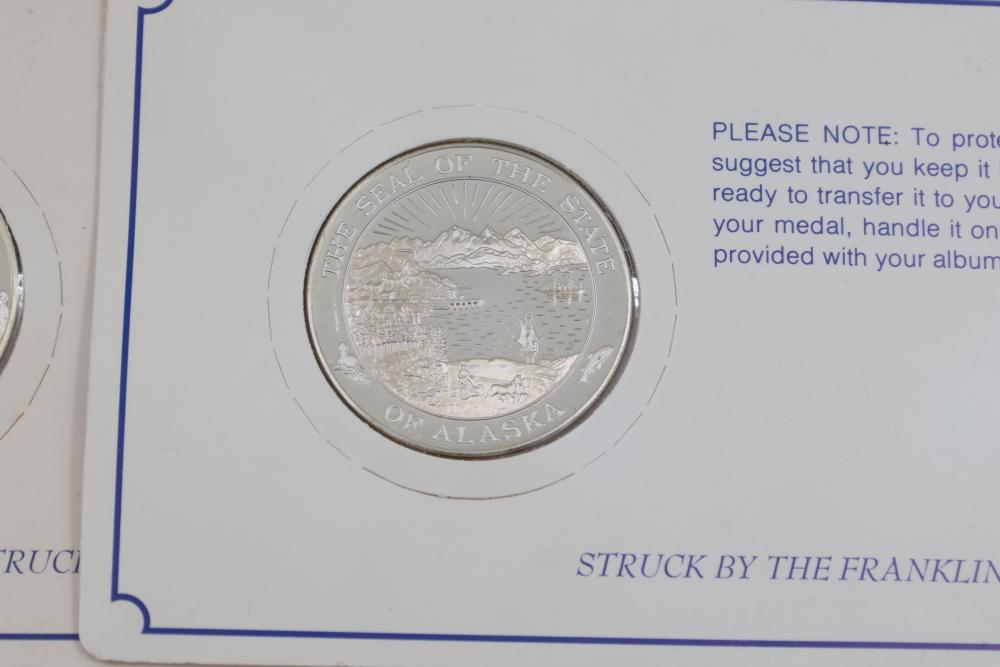 THE SEAL OF THE STATE
OF ALASKA
PLEASE NOTE: To prote
suggest that you keep it
ready to transfer it to you
your medal, handle it on
provided with your album
STRUCK BY THE FRANKLIN
TRUCK